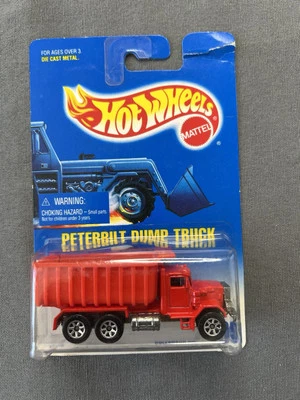 FOR AGES OVER 3
DIE CAST METAL
HOT WHEELS
MATTEL
WARNING:
CHOKING HAZARD - Small parts
Not for children under 3 years.
PETERBILT DUMP TRUCK